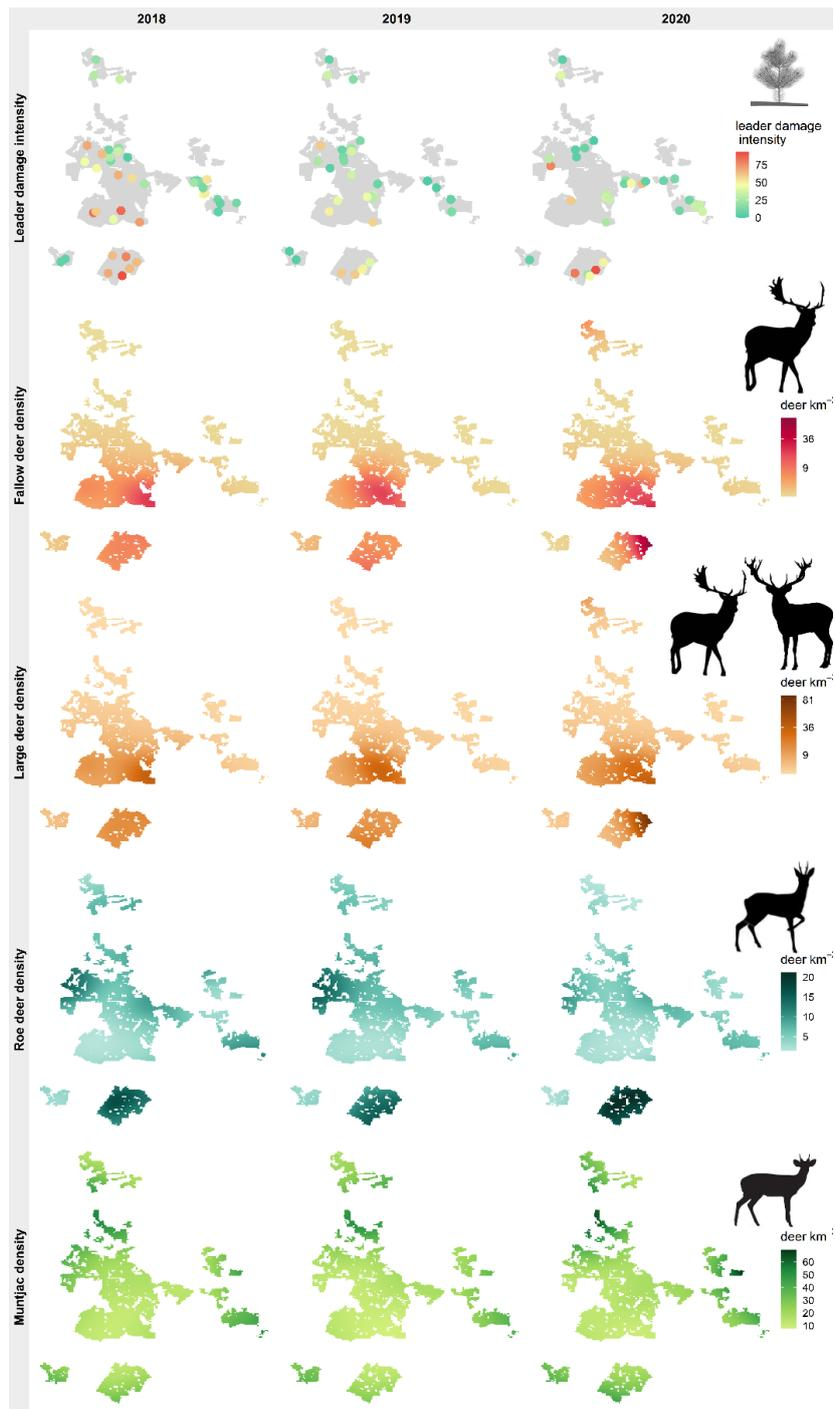 2018 2019 2020
Leader damage intensity
leader damage
intensity
75
50
25
0
Fallow deer density
deer km⁻
36
9
Large deer density
deer km⁻
81
36
9
Roe deer density
deer km⁻
20
15
10
5
Muntjac density
deer km⁻
60
50
40
30
20
10